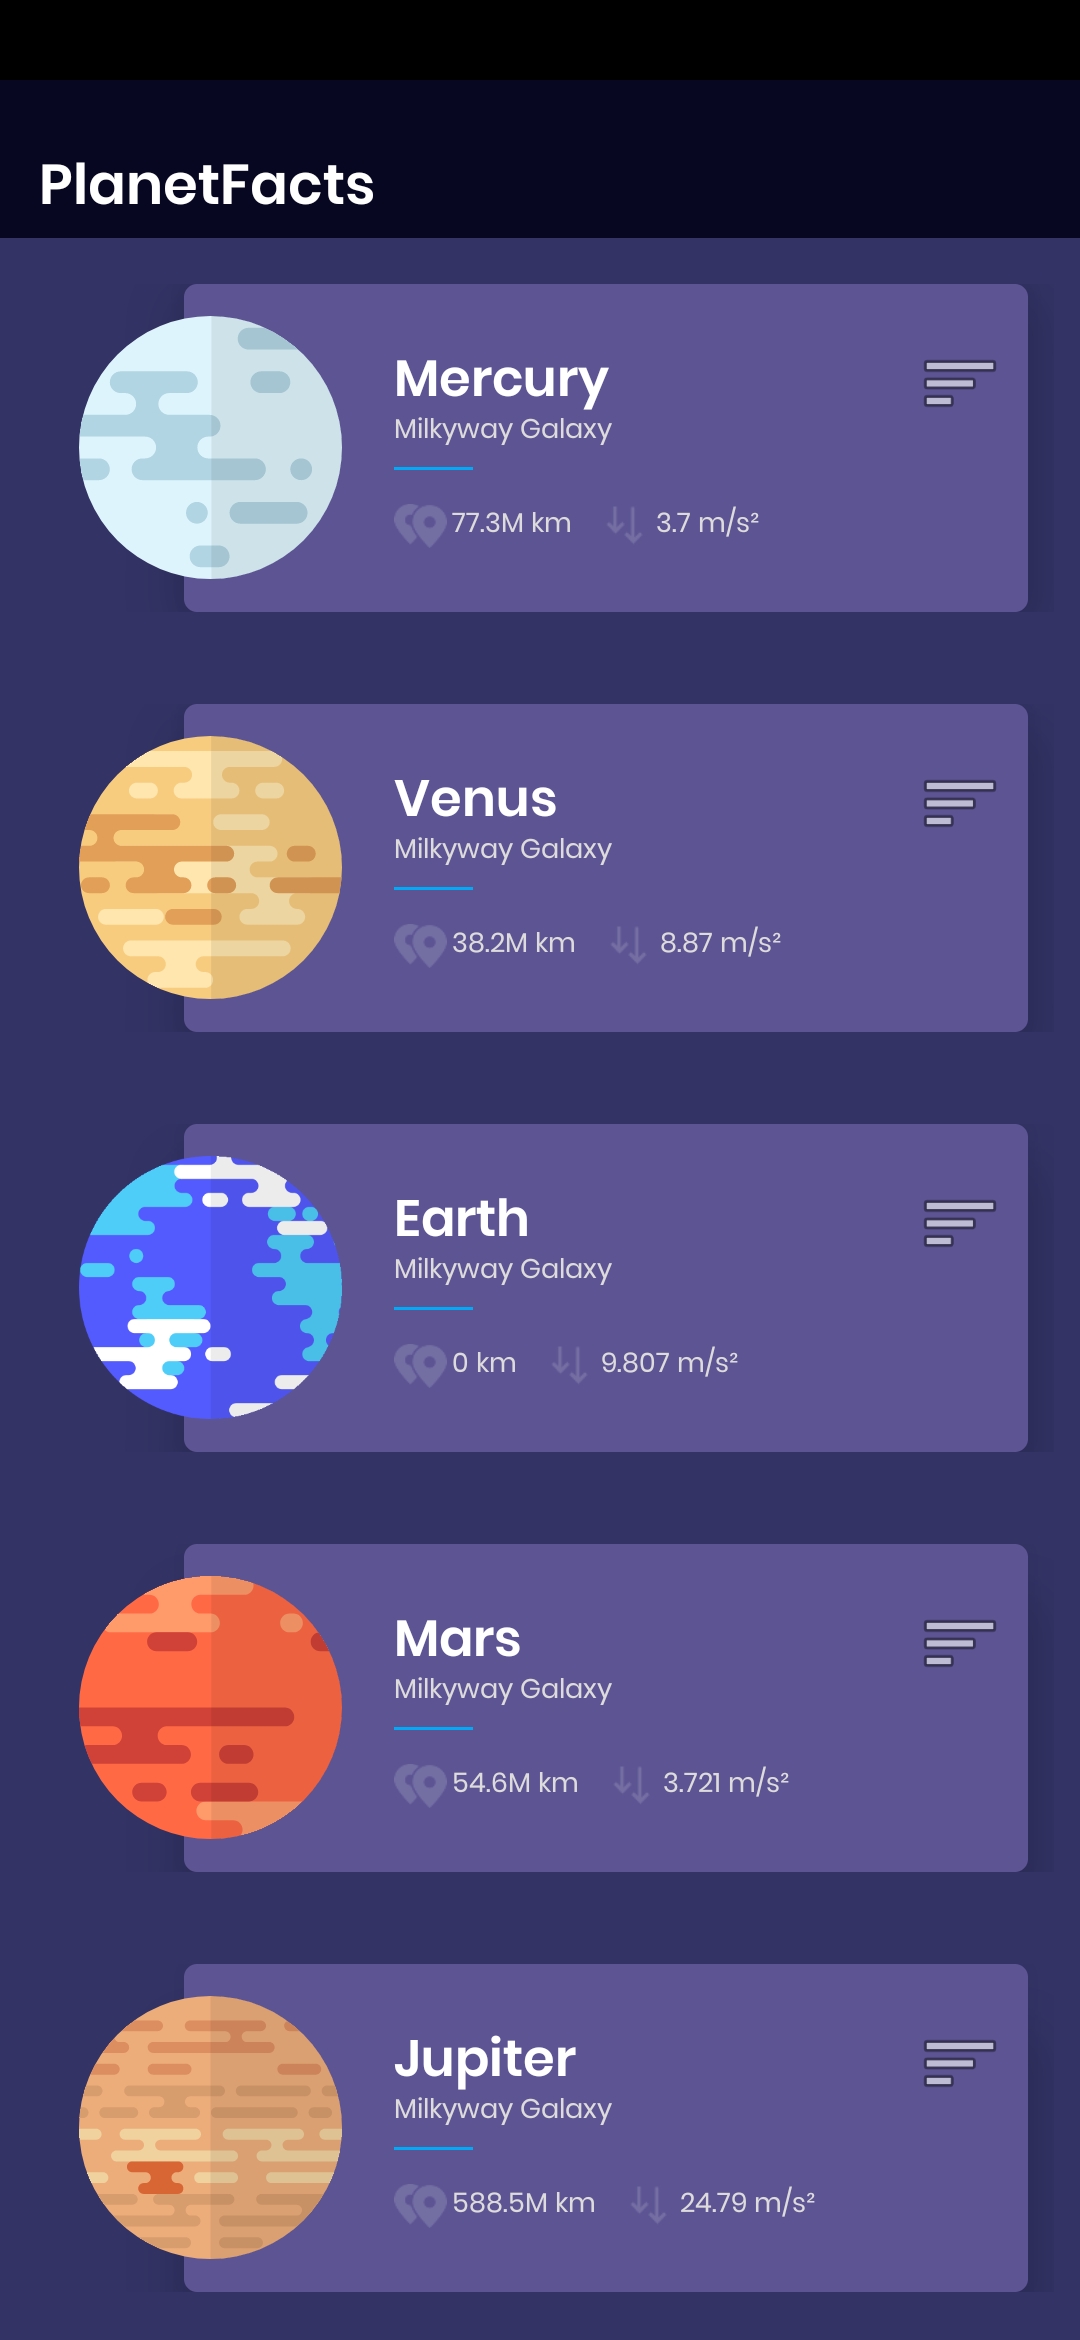 PlanetFacts
Mercury
Milkyway Galaxy
77.3M km 3.7 m/s²
Venus
Milkyway Galaxy
38.2M km 8.87 m/s²
Earth
Milkyway Galaxy
0 km 9.807 m/s²
Mars
Milkyway Galaxy
54.6M km 3.721 m/s²
Jupiter
Milkyway Galaxy
588.5M km 24.79 m/s²